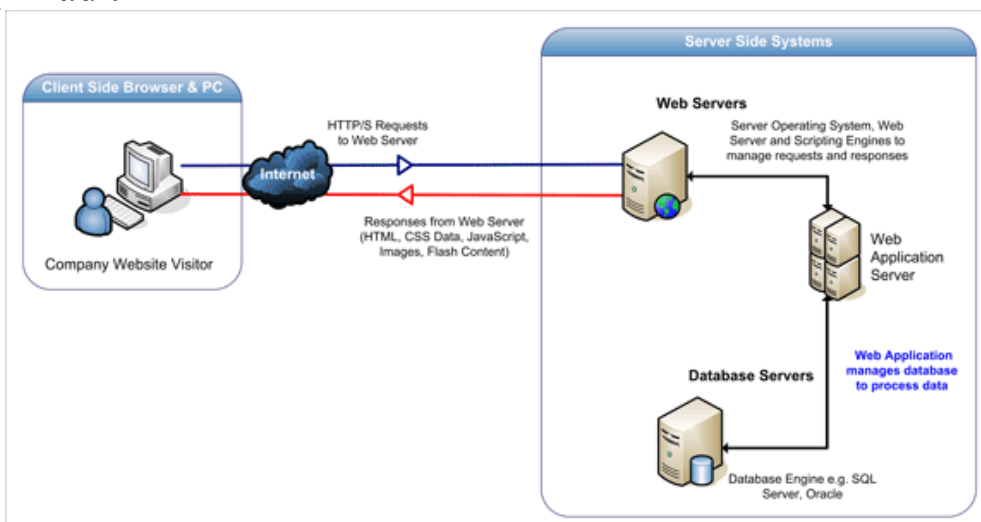 Server Side Systems
Client Side Browser & PC
Web Servers
HTTP/S Requests
to Web Server
Server Operating System, Web
Server and Scripting Engines to
manage requests and responses
Internet
Responses from Web Server
(HTML, CSS Data, JavaScript,
Images, Flash Content)
Company Website Visitor
Web
Application
Server
Web Application
manages database
to process data
Database Servers
Database Engine e.g. SQL
Server, Oracle